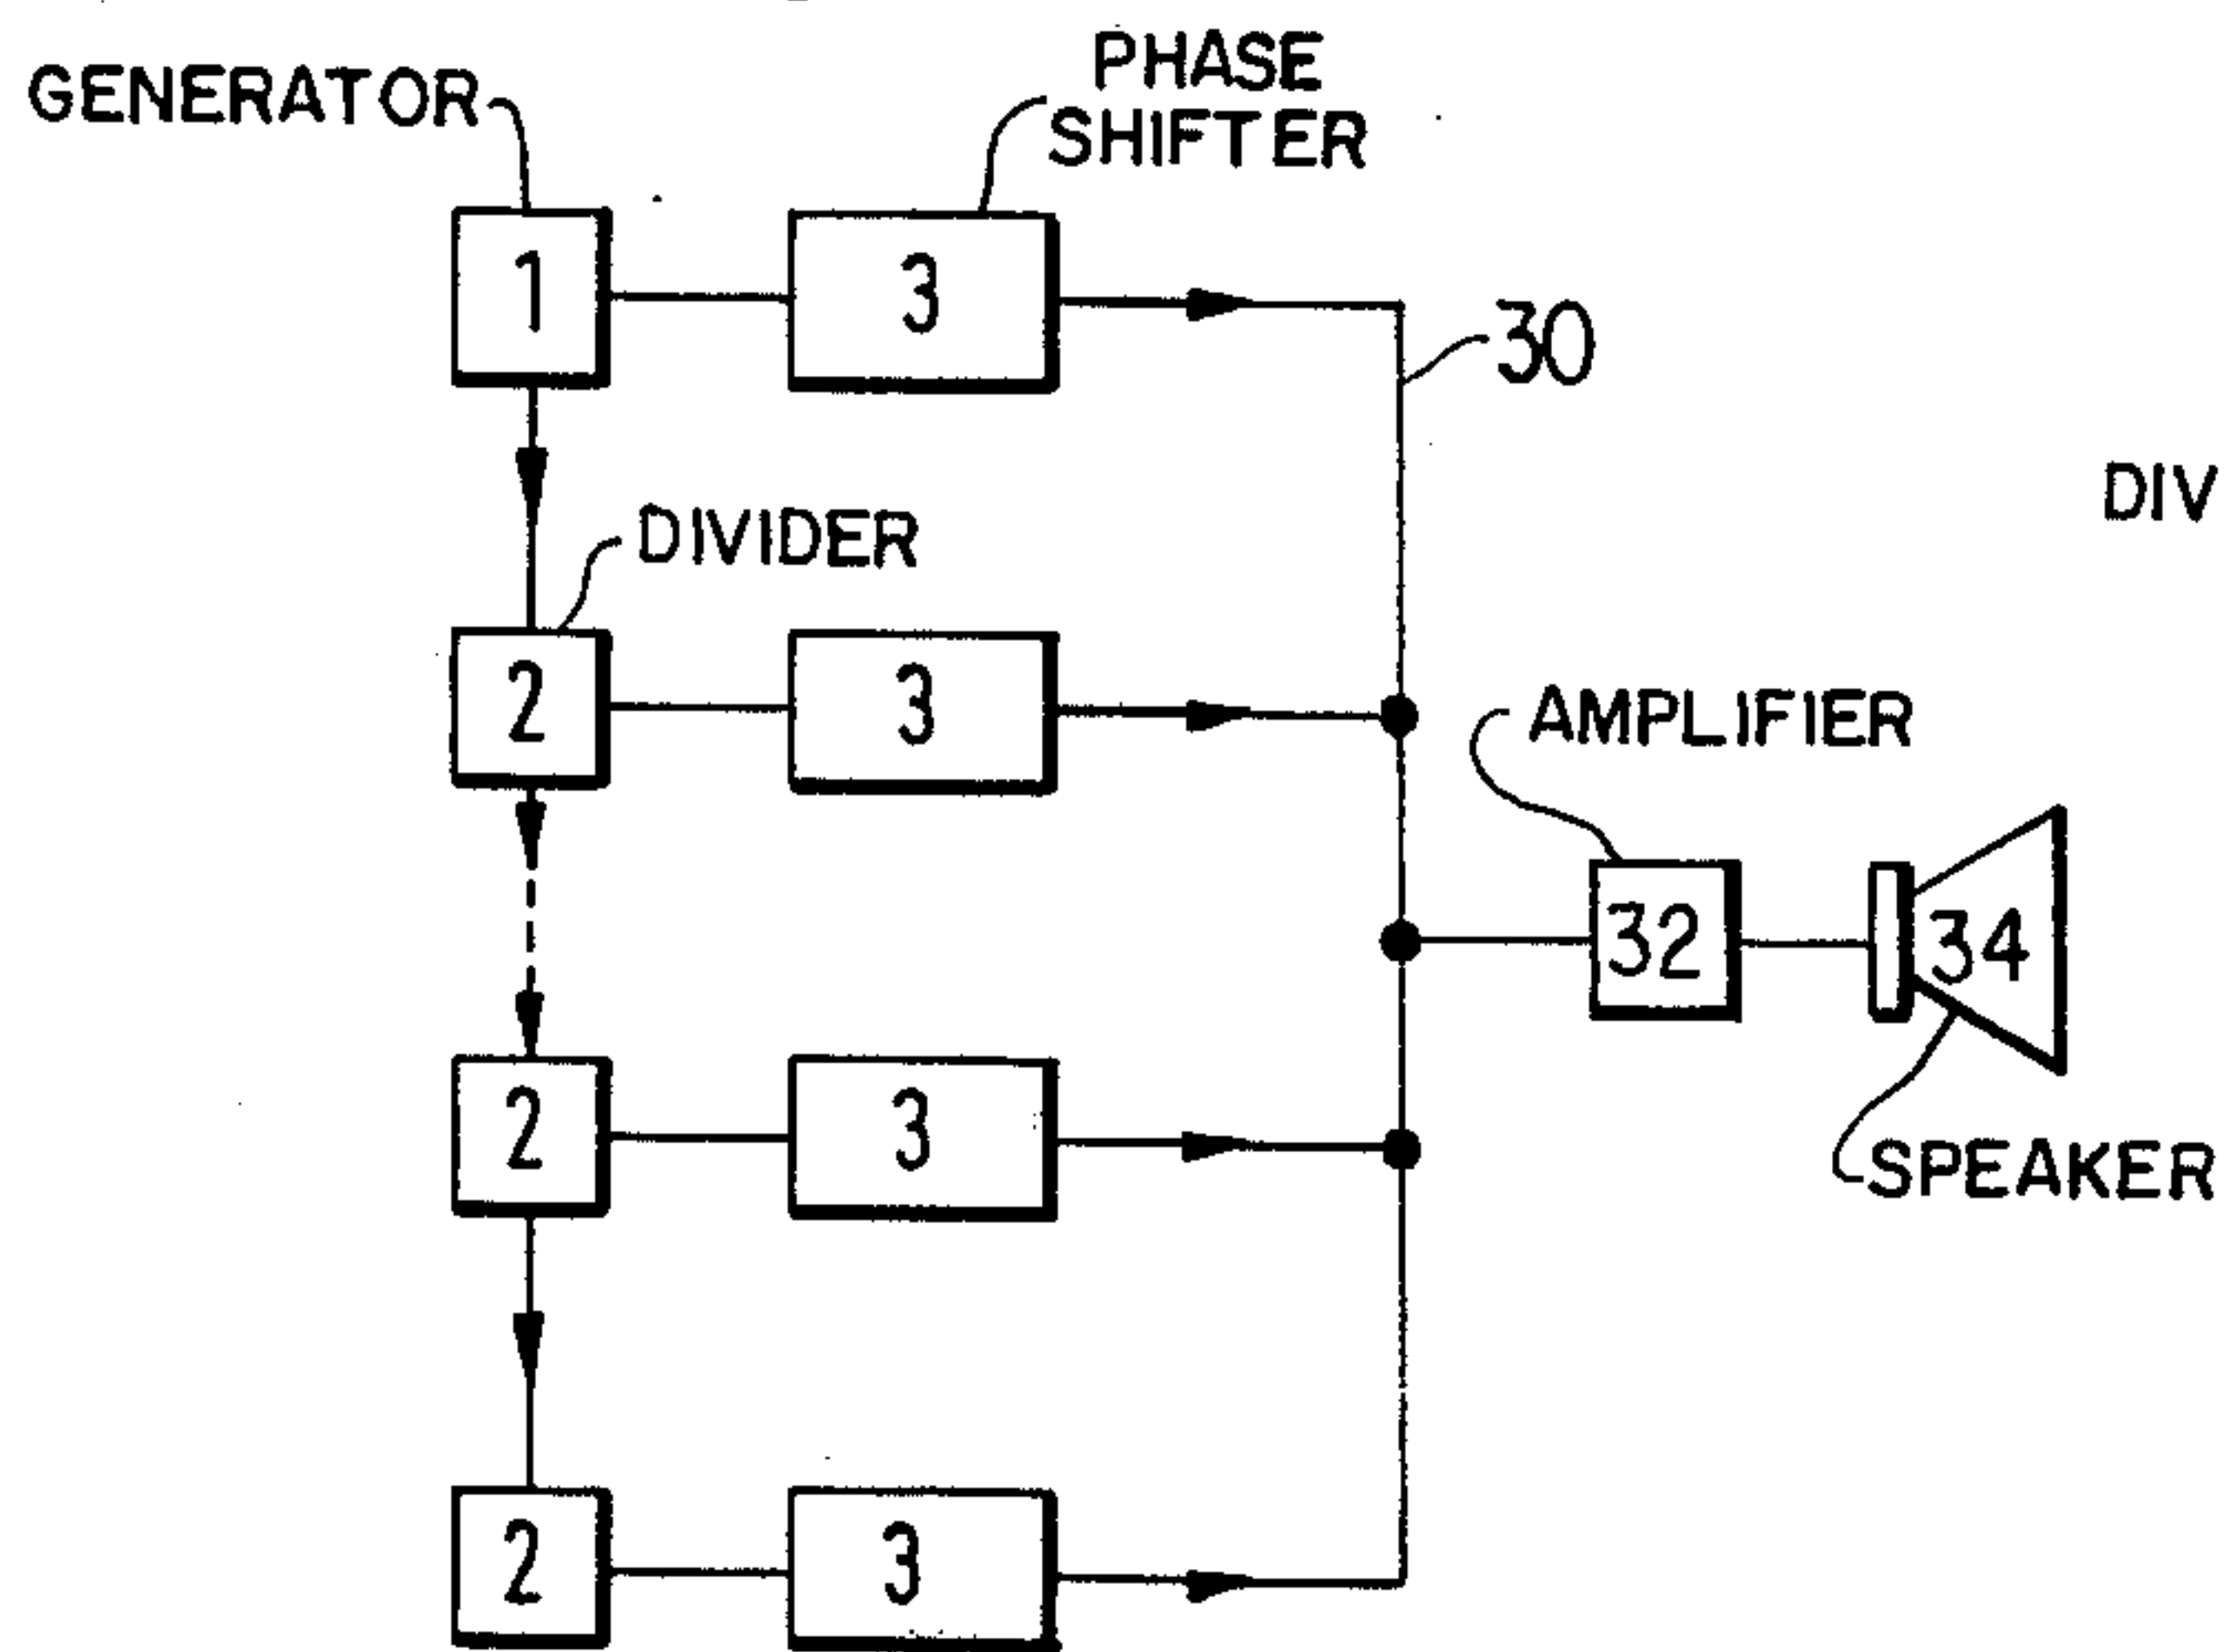 GENERATOR
PHASE
SHIFTER
1
3
30
DIV
DIVIDER
2
3
AMPLIFIER
32
34
2
3
SPEAKER
2
3